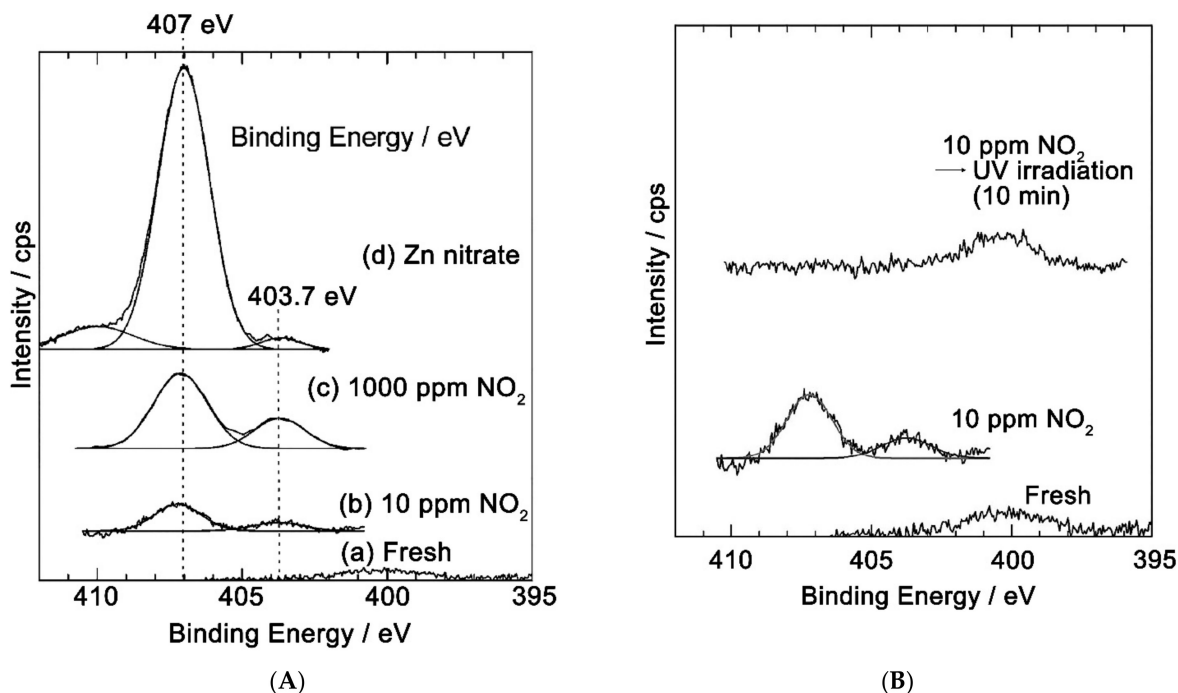 407 eV
Binding Energy / eV
(d) Zn nitrate
403.7 eV
(c) 1000 ppm NO₂
(b) 10 ppm NO₂
(a) Fresh
Intensity / cps
410 405 400 395
Binding Energy / eV
(A)
10 ppm NO₂
→ UV irradiation
(10 min)
10 ppm NO₂
Fresh
Intensity / cps
410 405 400 395
Binding Energy / eV
(B)